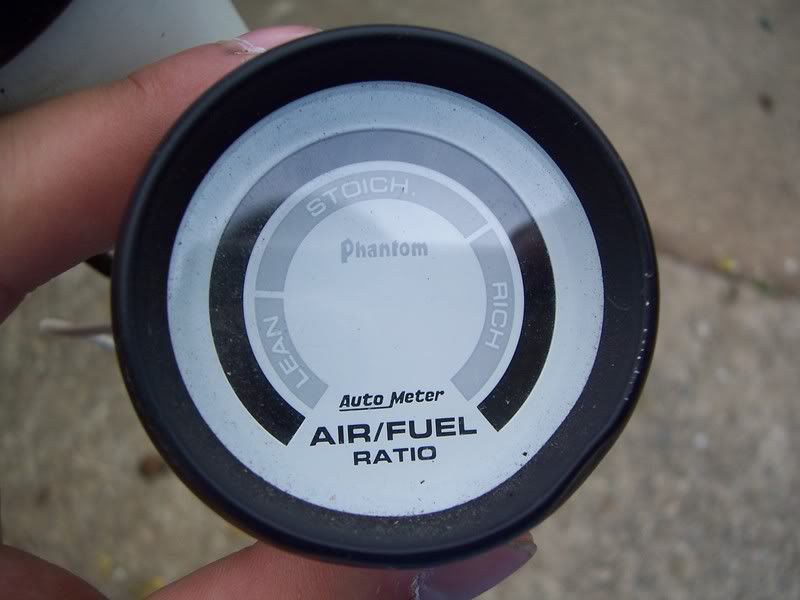 STOICH.
Phantom
LEAN
RICH
Auto Meter
AIR/FUEL
RATIO